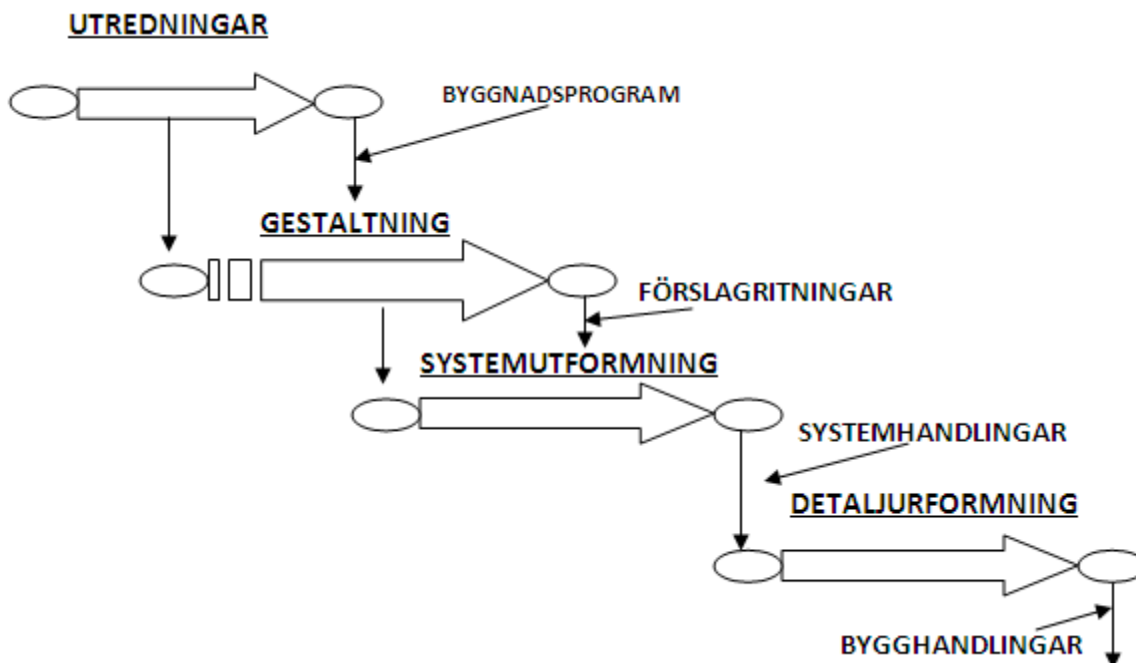 UTREDNINGAR
BYGGNADSPROGRAM
GESTALTNING
FÖRSLAGRITNINGAR
SYSTEMUTFORMNING
SYSTEMHANDLINGAR
DETALJURFORMNING
BYGGHANDLINGAR